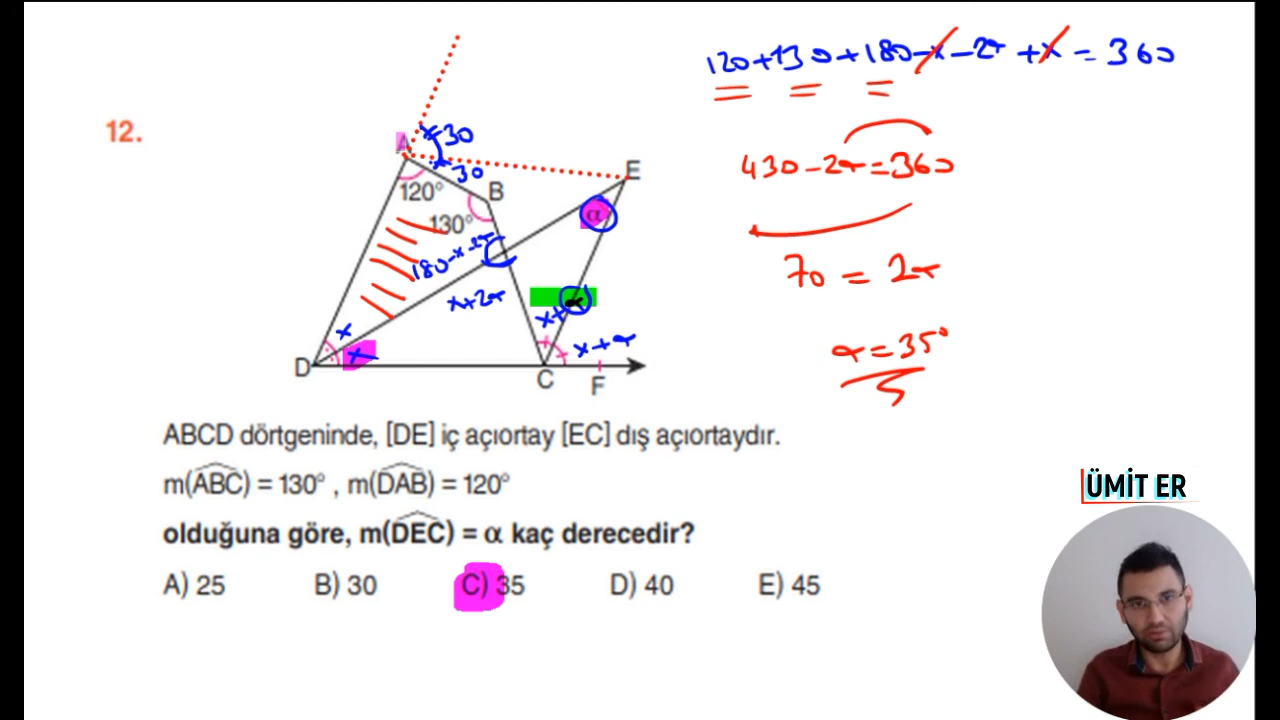 120+130+180-x-2α+x=360
12.
A
30
30
E
120°
B
430-2α=360
130°
α
180-x-2α
x+2α
70=2α
x+α
x+α
x
x
α=35°
D
C
F
ABCD dörtgeninde, [DE] iç açıortay [EC] dış açıortaydır.
m(ABC) = 130° , m(DAB) = 120°
ÜMİT ER
olduğuna göre, m(DEC) = α kaç derecedir?
A) 25 B) 30 C) 35 D) 40 E) 45